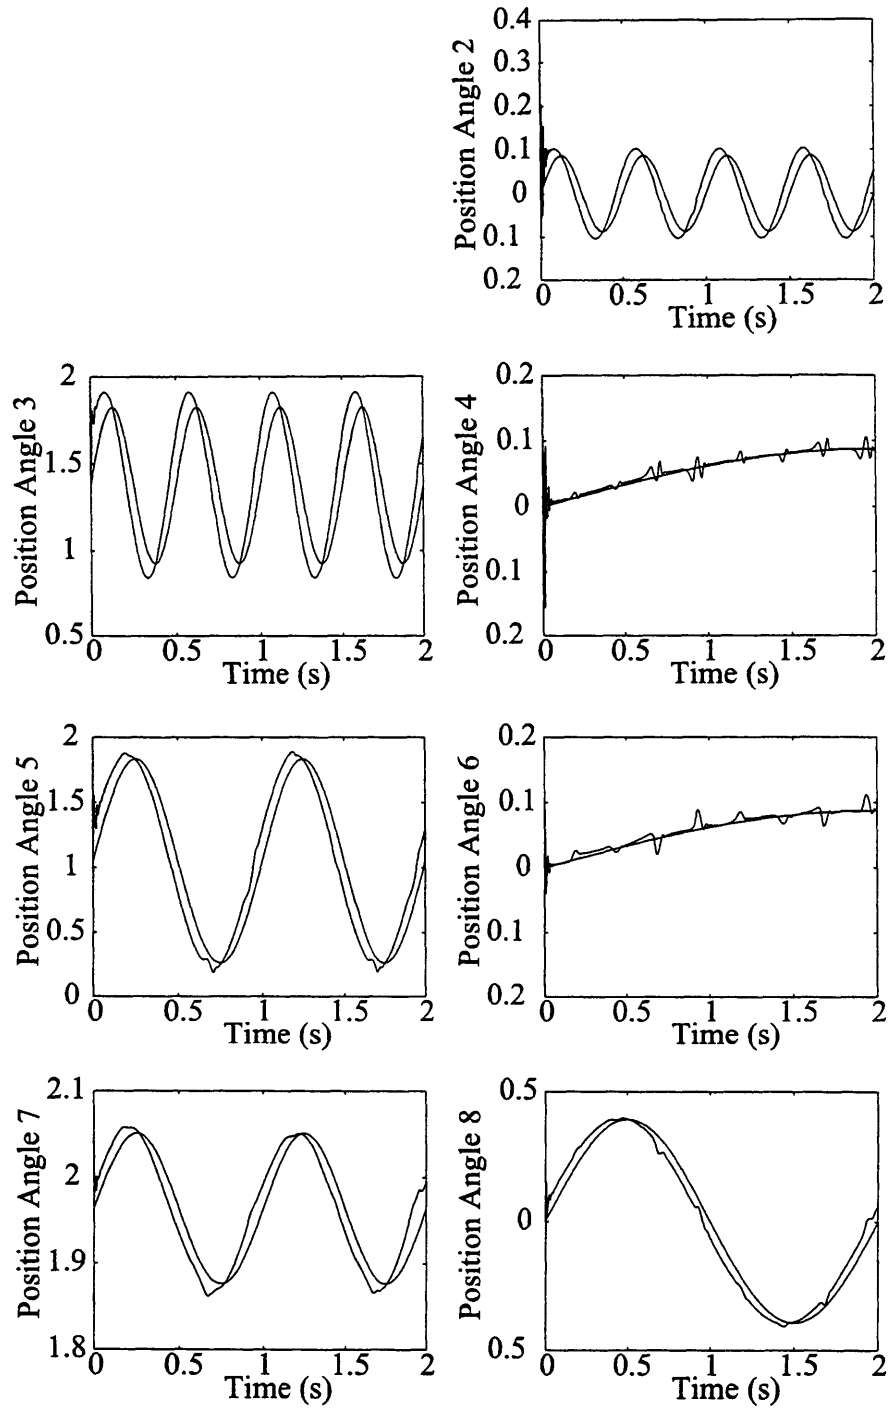 Position Angle 2
0.4
0.3
0.2
0.1
0
0.1
0.2
0 0.5 1 1.5 2
Time (s)
Position Angle 3
2
1.5
1
0.5
0 0.5 1 1.5 2
Time (s)
Position Angle 4
0.2
0.1
0
0.1
0.2
0 0.5 1 1.5 2
Time (s)
Position Angle 5
2
1.5
1
0.5
0
0 0.5 1 1.5 2
Time (s)
Position Angle 6
0.2
0.1
0
0.1
0.2
0 0.5 1 1.5 2
Time (s)
Position Angle 7
2.1
2
1.9
1.8
0 0.5 1 1.5 2
Time (s)
Position Angle 8
0.5
0
0.5
0 0.5 1 1.5 2
Time (s)